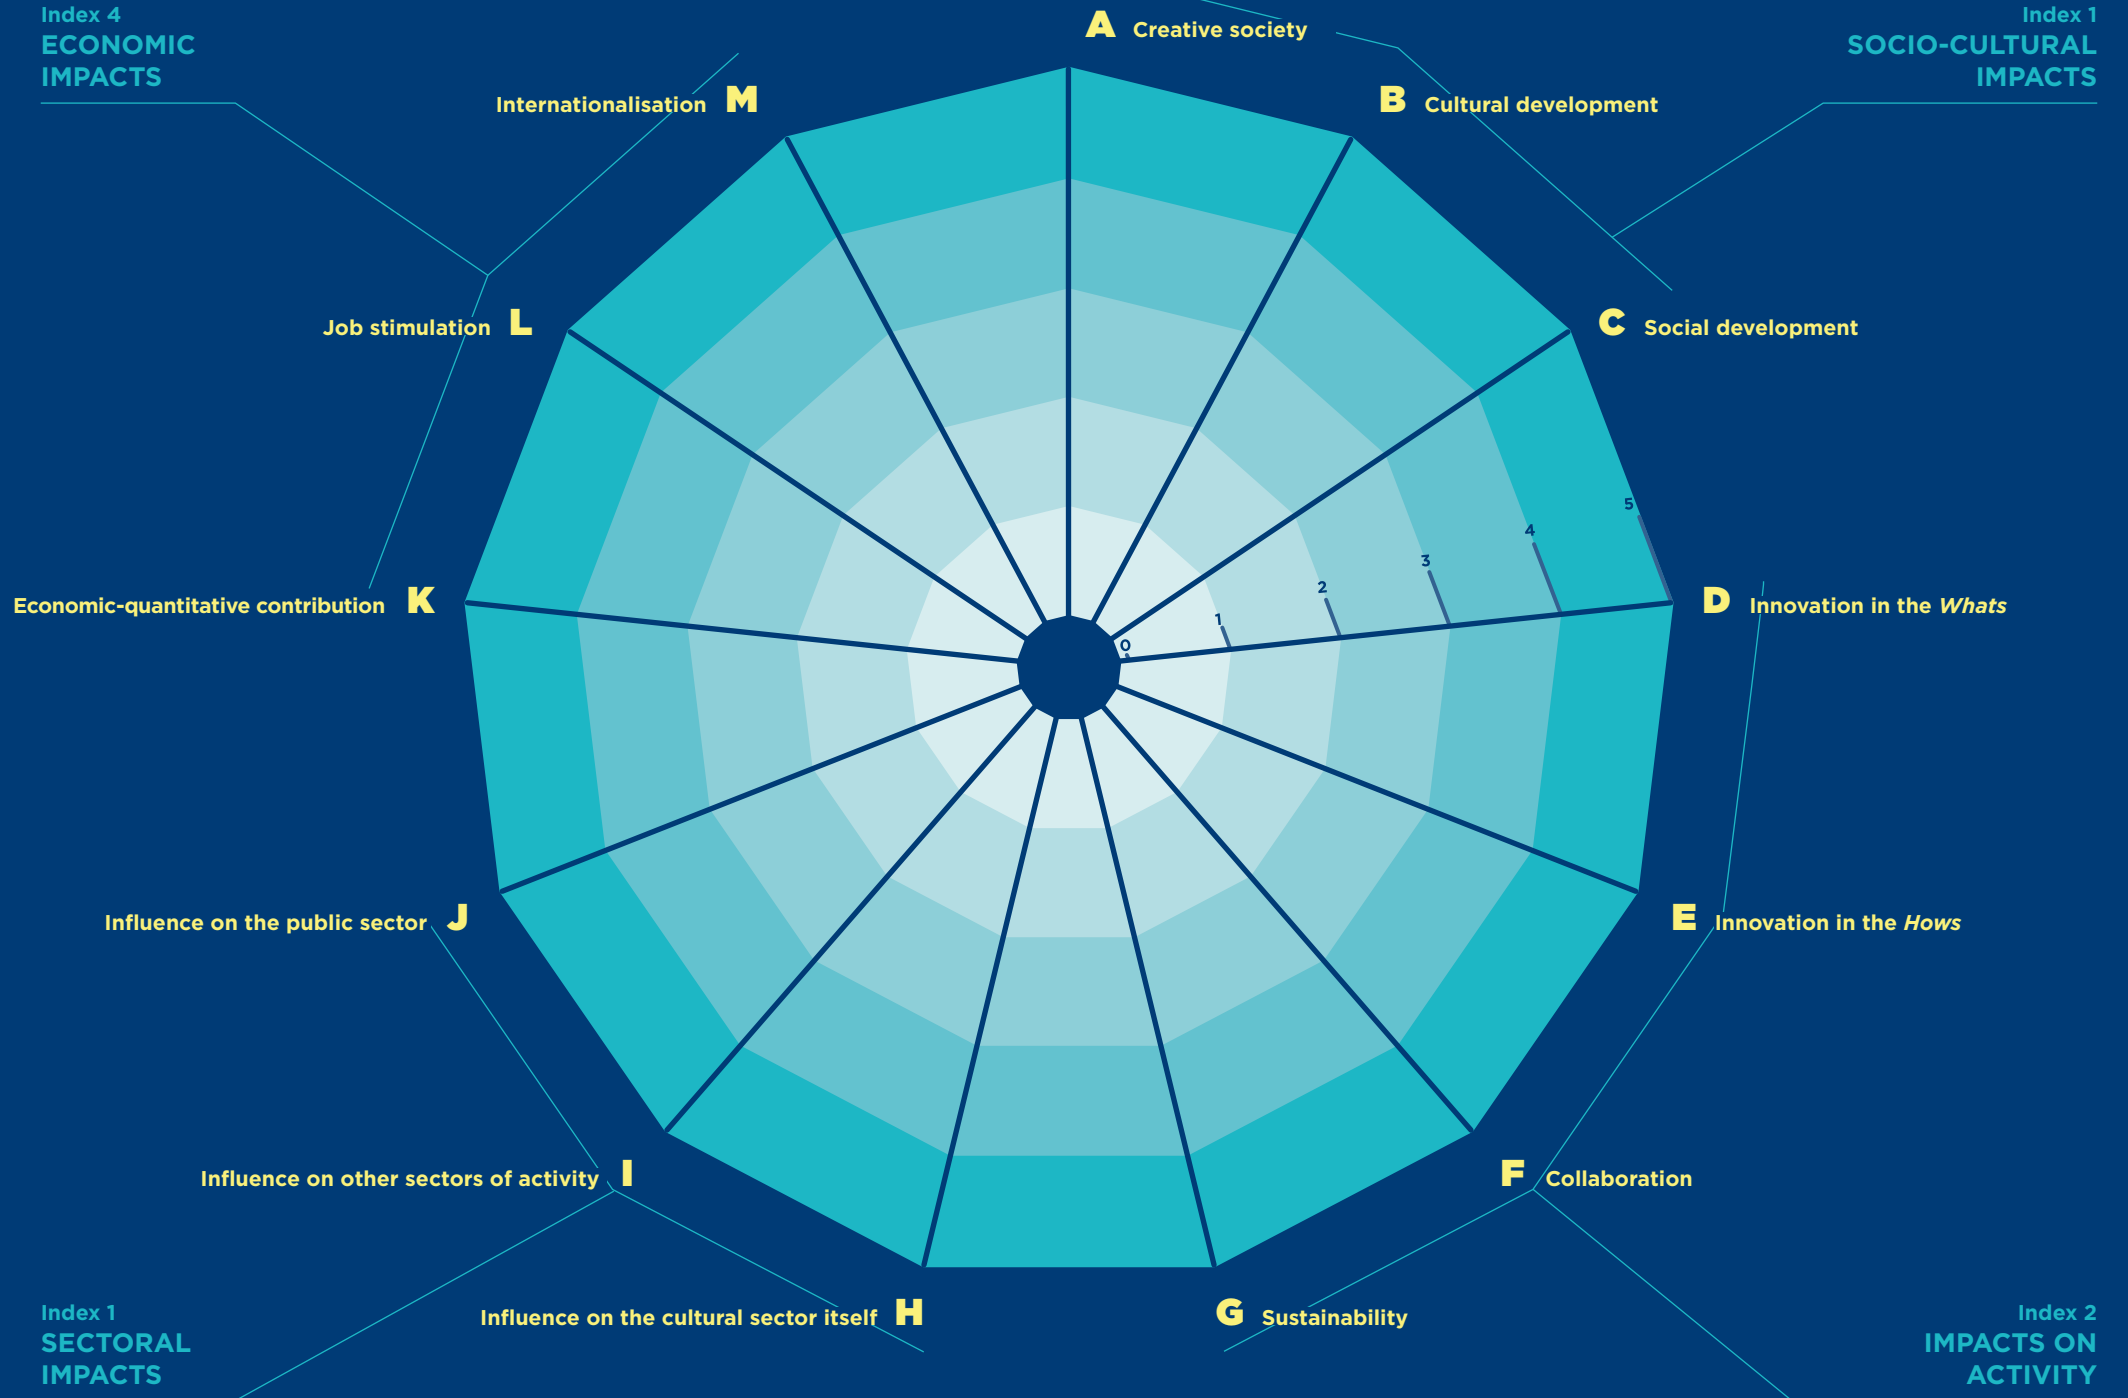 Index 4
ECONOMIC
IMPACTS
Index 1
SOCIO-CULTURAL
IMPACTS
A Creative society
B Cultural development
C Social development
D Innovation in the Whats
E Innovation in the Hows
F Collaboration
G Sustainability
Influence on the cultural sector itself H
Influence on other sectors of activity I
Influence on the public sector J
Economic-quantitative contribution K
Job stimulation L
Internationalisation M
0
1
2
3
4
5
Index 1
SECTORAL
IMPACTS
Index 2
IMPACTS ON
ACTIVITY